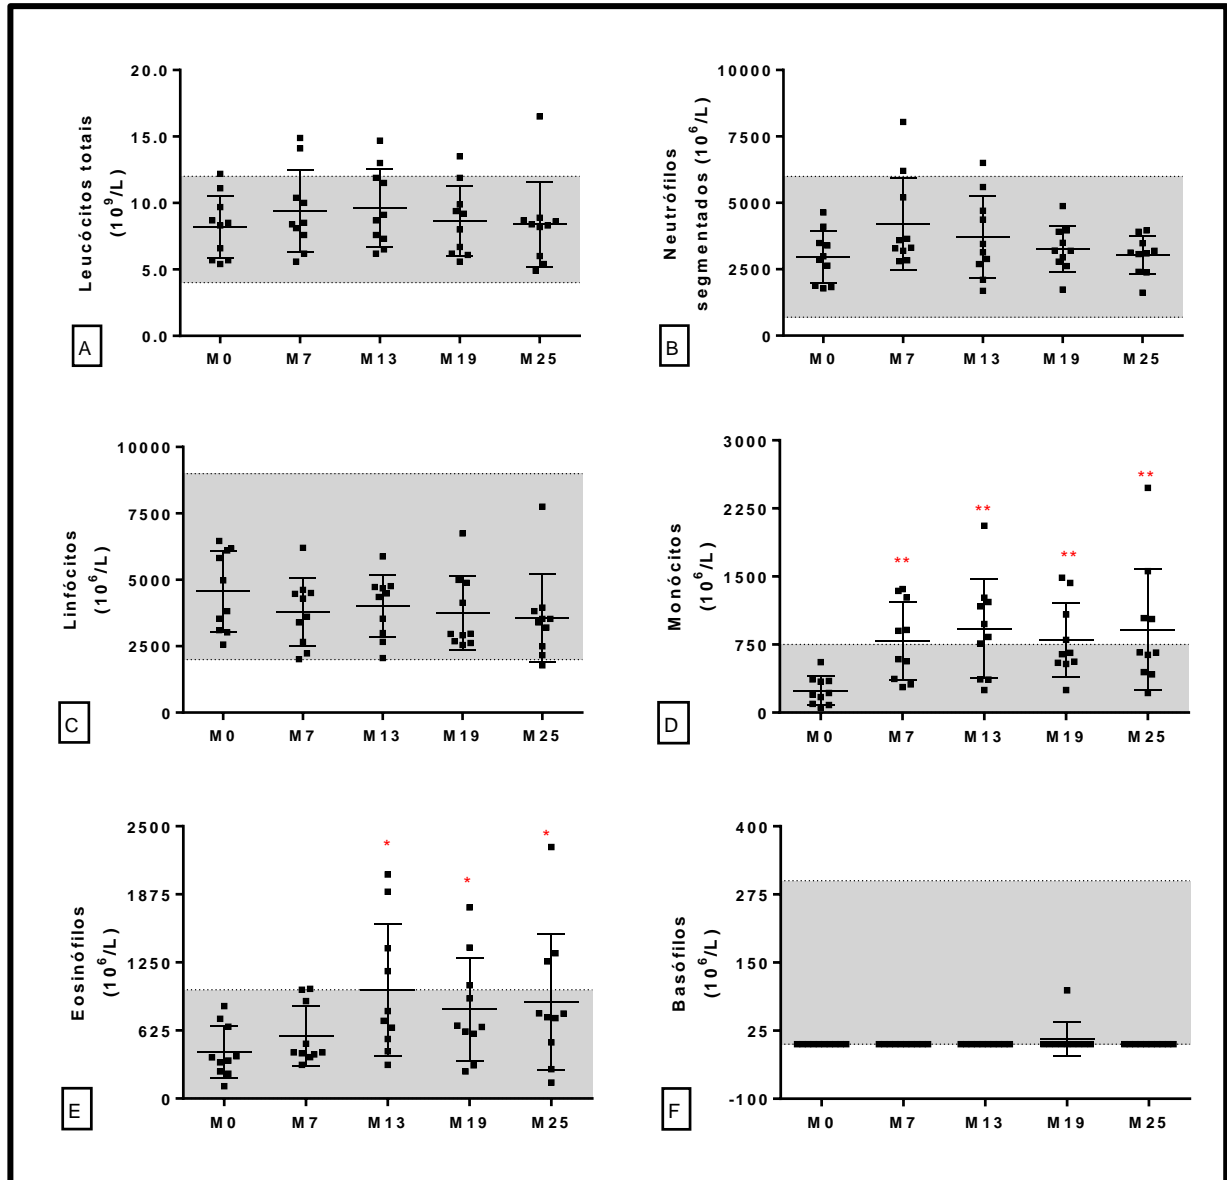 Leucócitos totais
(10⁹/L)
20.0
15.0
10.0
5.0
0.0
M0 M7 M13 M19 M25
A
Neutrófilos
segmentados (10⁶/L)
10000
7500
5000
2500
0
M0 M7 M13 M19 M25
B
Linfócitos
(10⁶/L)
10000
7500
5000
2500
0
M0 M7 M13 M19 M25
C
Monócitos
(10⁶/L)
3000
2250
1500
750
0
** ** ** **
M0 M7 M13 M19 M25
D
Eosinófilos
(10⁶/L)
2500
1875
1250
625
0
* * *
M0 M7 M13 M19 M25
E
Basófilos
(10⁶/L)
400
275
150
25
-100
M0 M7 M13 M19 M25
F